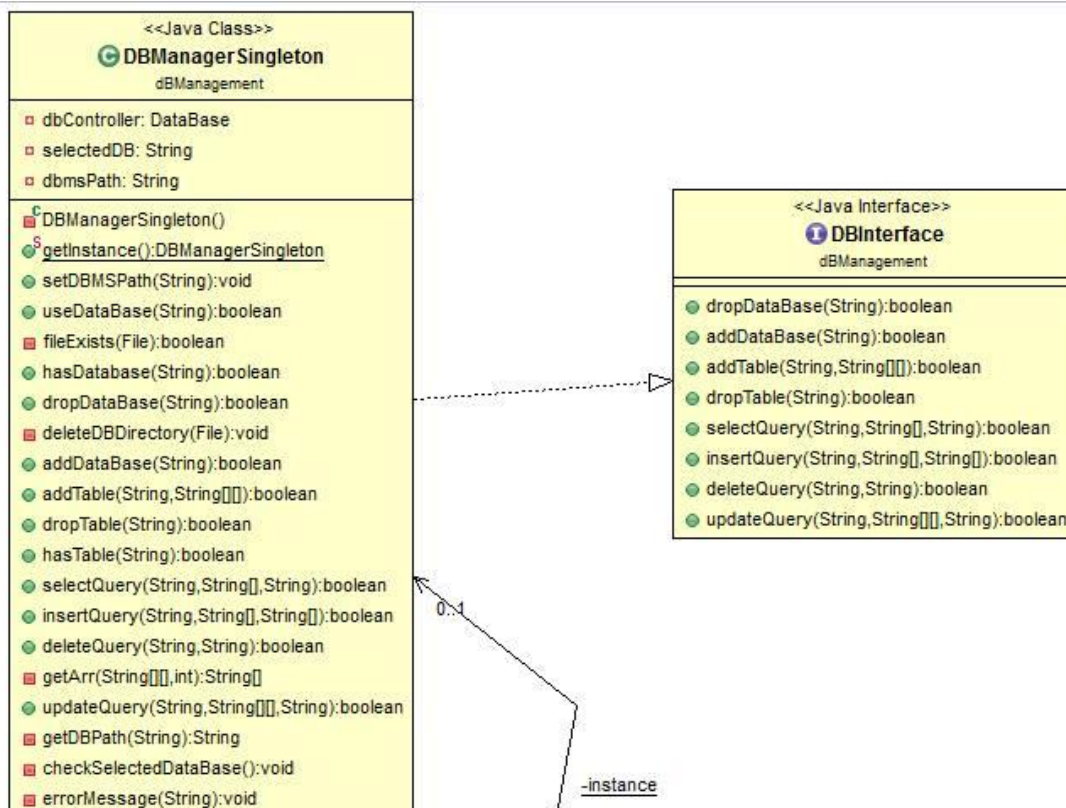 <<Java Class>>
DBManagerSingleton
dBManagement
dbController: DataBase
selectedDB: String
dbmsPath: String
DBManagerSingleton()
getInstance():DBManagerSingleton
setDBMSPath(String):void
useDataBase(String):boolean
fileExists(File):boolean
hasDatabase(String):boolean
dropDataBase(String):boolean
deleteDBDirectory(File):void
addDataBase(String):boolean
addTable(String,String[][]):boolean
dropTable(String):boolean
hasTable(String):boolean
selectQuery(String,String[],String):boolean
insertQuery(String,String[],String[]):boolean
deleteQuery(String,String):boolean
getArr(String[][],int):String[]
updateQuery(String,String[][],String):boolean
getDBPath(String):String
checkSelectedDataBase():void
errorMessage(String):void
<<Java Interface>>
DBInterface
dBManagement
dropDataBase(String):boolean
addDataBase(String):boolean
addTable(String,String[][]):boolean
dropTable(String):boolean
selectQuery(String,String[],String):boolean
insertQuery(String,String[],String[]):boolean
deleteQuery(String,String):boolean
updateQuery(String,String[][],String):boolean
0..1
-instance